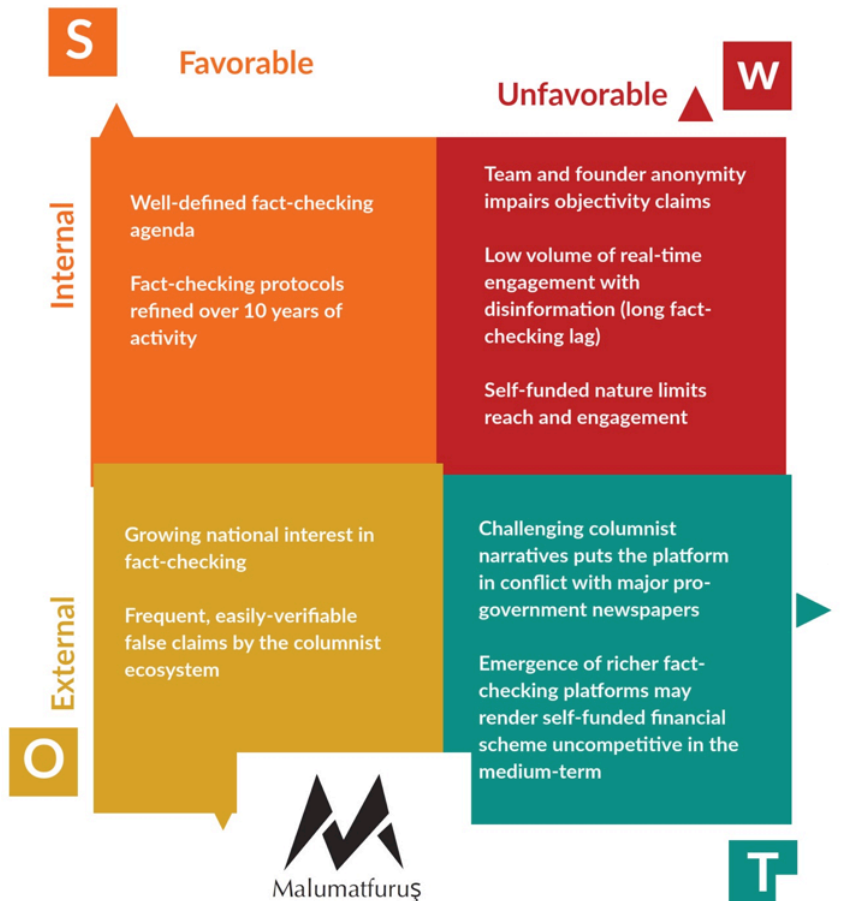 S
Favorable
Unfavorable
W
Internal
Well-defined fact-checking
agenda
Fact-checking protocols
refined over 10 years of
activity
Team and founder anonymity
impairs objectivity claims
Low volume of real-time
engagement with
disinformation (long fact-
checking lag)
Self-funded nature limits
reach and engagement
External
Growing national interest in
fact-checking
Frequent, easily-verifiable
false claims by the columnist
ecosystem
Challenging columnist
narratives puts the platform
in conflict with major pro-
government newspapers
Emergence of richer fact-
checking platforms may
render self-funded financial
scheme uncompetitive in the
medium-term
O
Malumatfuruş
T